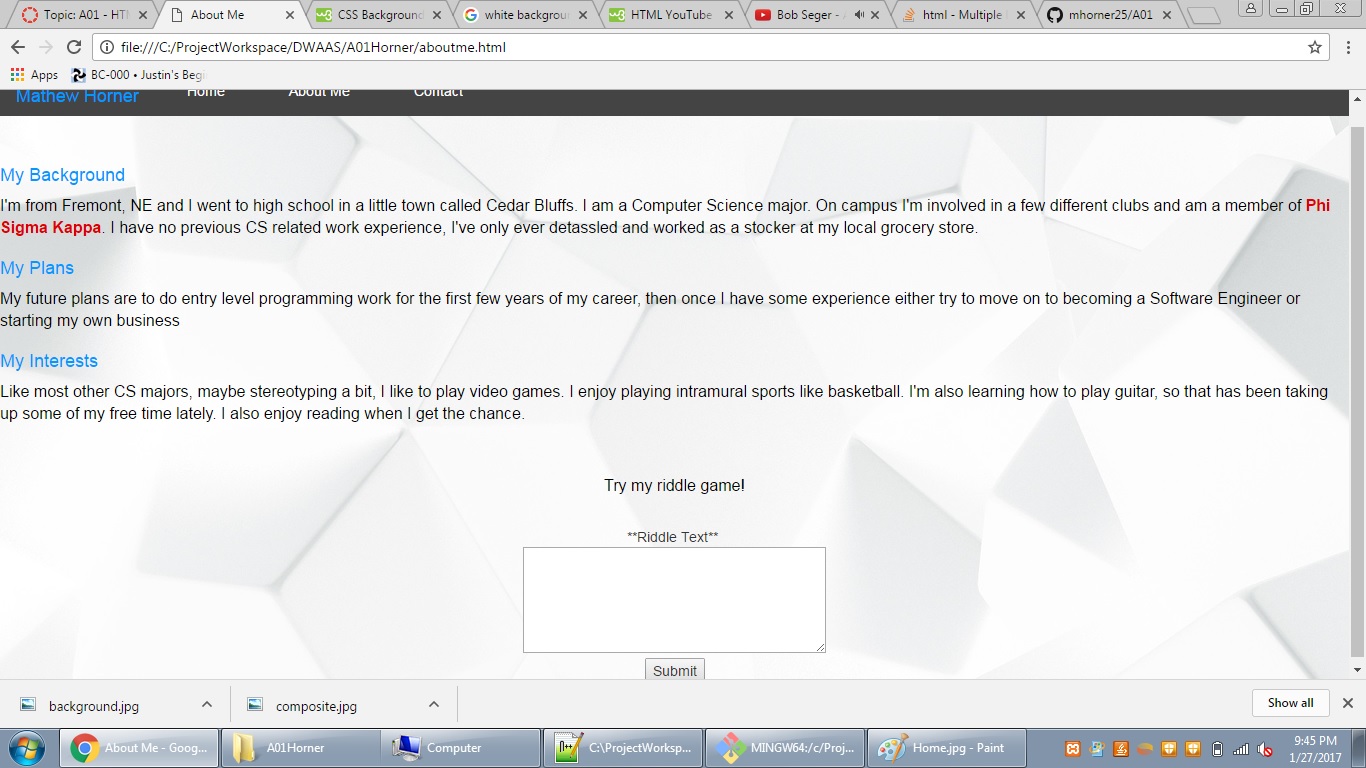 Topic: A01 - HT
About Me
CSS Background
white backgrou
HTML YouTube
Bob Seger -
html - Multiple
mhorner25/A01
file:///C:/ProjectWorkspace/DWAAS/A01Horner/aboutme.html
Apps
BC-000 • Justin's Beg
Mathew Horner
Home
About Me
Contact
My Background
I'm from Fremont, NE and I went to high school in a little town called Cedar Bluffs. I am a Computer Science major. On campus I'm involved in a few different clubs and am a member of Phi
Sigma Kappa. I have no previous CS related work experience, I've only ever detassled and worked as a stocker at my local grocery store.
My Plans
My future plans are to do entry level programming work for the first few years of my career, then once I have some experience either try to move on to becoming a Software Engineer or
starting my own business
My Interests
Like most other CS majors, maybe stereotyping a bit, I like to play video games. I enjoy playing intramural sports like basketball. I'm also learning how to play guitar, so that has been taking
up some of my free time lately. I also enjoy reading when I get the chance.
Try my riddle game!
**Riddle Text**
Submit
background.jpg
composite.jpg
Show all
About Me - Goog...
A01Horner
Computer
C:\ProjectWorksp...
MINGW64:/c/Proj...
Home.jpg - Paint
9:45 PM
1/27/2017